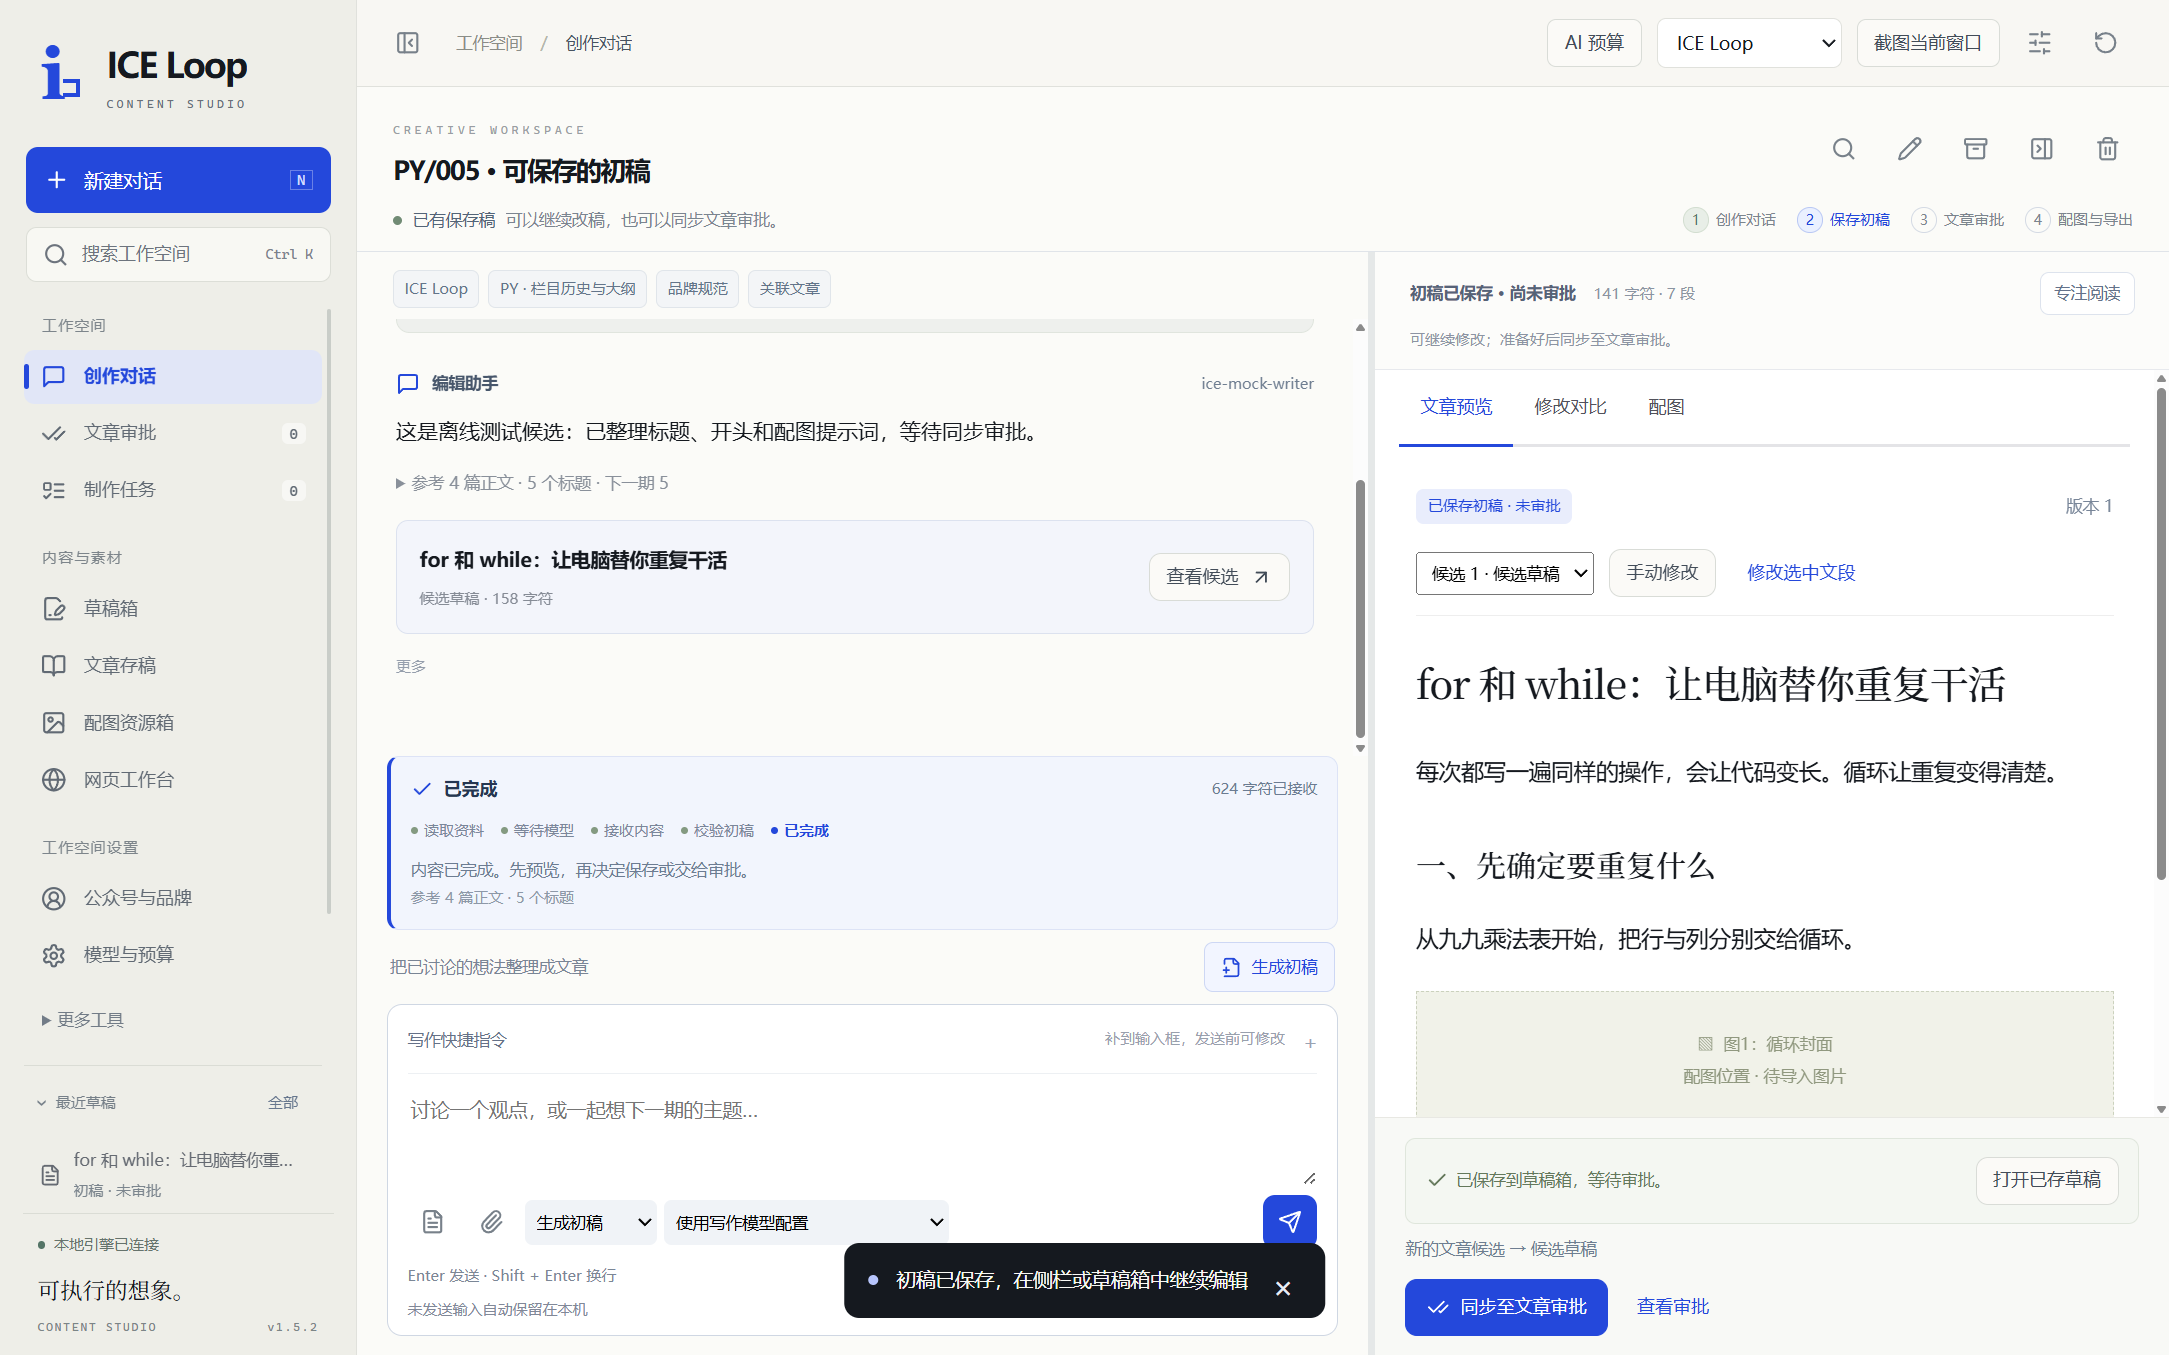 ICE Loop
CONTENT STUDIO
新建对话
N
搜索工作空间
Ctrl K
工作空间
创作对话
文章审批
0
制作任务
0
内容与素材
草稿箱
文章存稿
配图资源箱
网页工作台
工作空间设置
公众号与品牌
模型与预算
更多工具
最近草稿
全部
for 和 while：让电脑替你重...
初稿 · 未审批
本地引擎已连接
可执行的想象。
CONTENT STUDIO
v1.5.2
工作空间 / 创作对话
AI 预算
ICE Loop
截图当前窗口
CREATIVE WORKSPACE
PY/005 • 可保存的初稿
已有保存稿 可以继续改稿，也可以同步文章审批。
1 创作对话
2 保存初稿
3 文章审批
4 配图与导出
ICE Loop
PY · 栏目历史与大纲
品牌规范
关联文章
编辑助手
ice-mock-writer
这是离线测试候选：已整理标题、开头和配图提示词，等待同步审批。
参考 4 篇正文 · 5 个标题 · 下一期 5
for 和 while：让电脑替你重复干活
候选草稿 · 158 字符
查看候选
更多
已完成
624 字符已接收
读取资料
等待模型
接收内容
校验初稿
已完成
内容已完成。先预览，再决定保存或交给审批。
参考 4 篇正文 · 5 个标题
把已讨论的想法整理成文章
生成初稿
写作快捷指令
补到输入框，发送前可修改 +
讨论一个观点，或一起想下一期的主题...
生成初稿
使用写作模型配置
Enter 发送 · Shift + Enter 换行
未发送输入自动保留在本机
初稿已保存，在侧栏或草稿箱中继续编辑
初稿已保存 • 尚未审批
141 字符 · 7 段
专注阅读
可继续修改；准备好后同步至文章审批。
文章预览
修改对比
配图
已保存初稿 · 未审批
版本 1
候选 1 · 候选草稿
手动修改
修改选中文段
for 和 while：让电脑替你重复干活
每次都写一遍同样的操作，会让代码变长。循环让重复变得清楚。
一、先确定要重复什么
从九九乘法表开始，把行与列分别交给循环。
▧ 图1：循环封面
配图位置 · 待导入图片
已保存到草稿箱，等待审批。
打开已存草稿
新的文章候选 → 候选草稿
同步至文章审批
查看审批